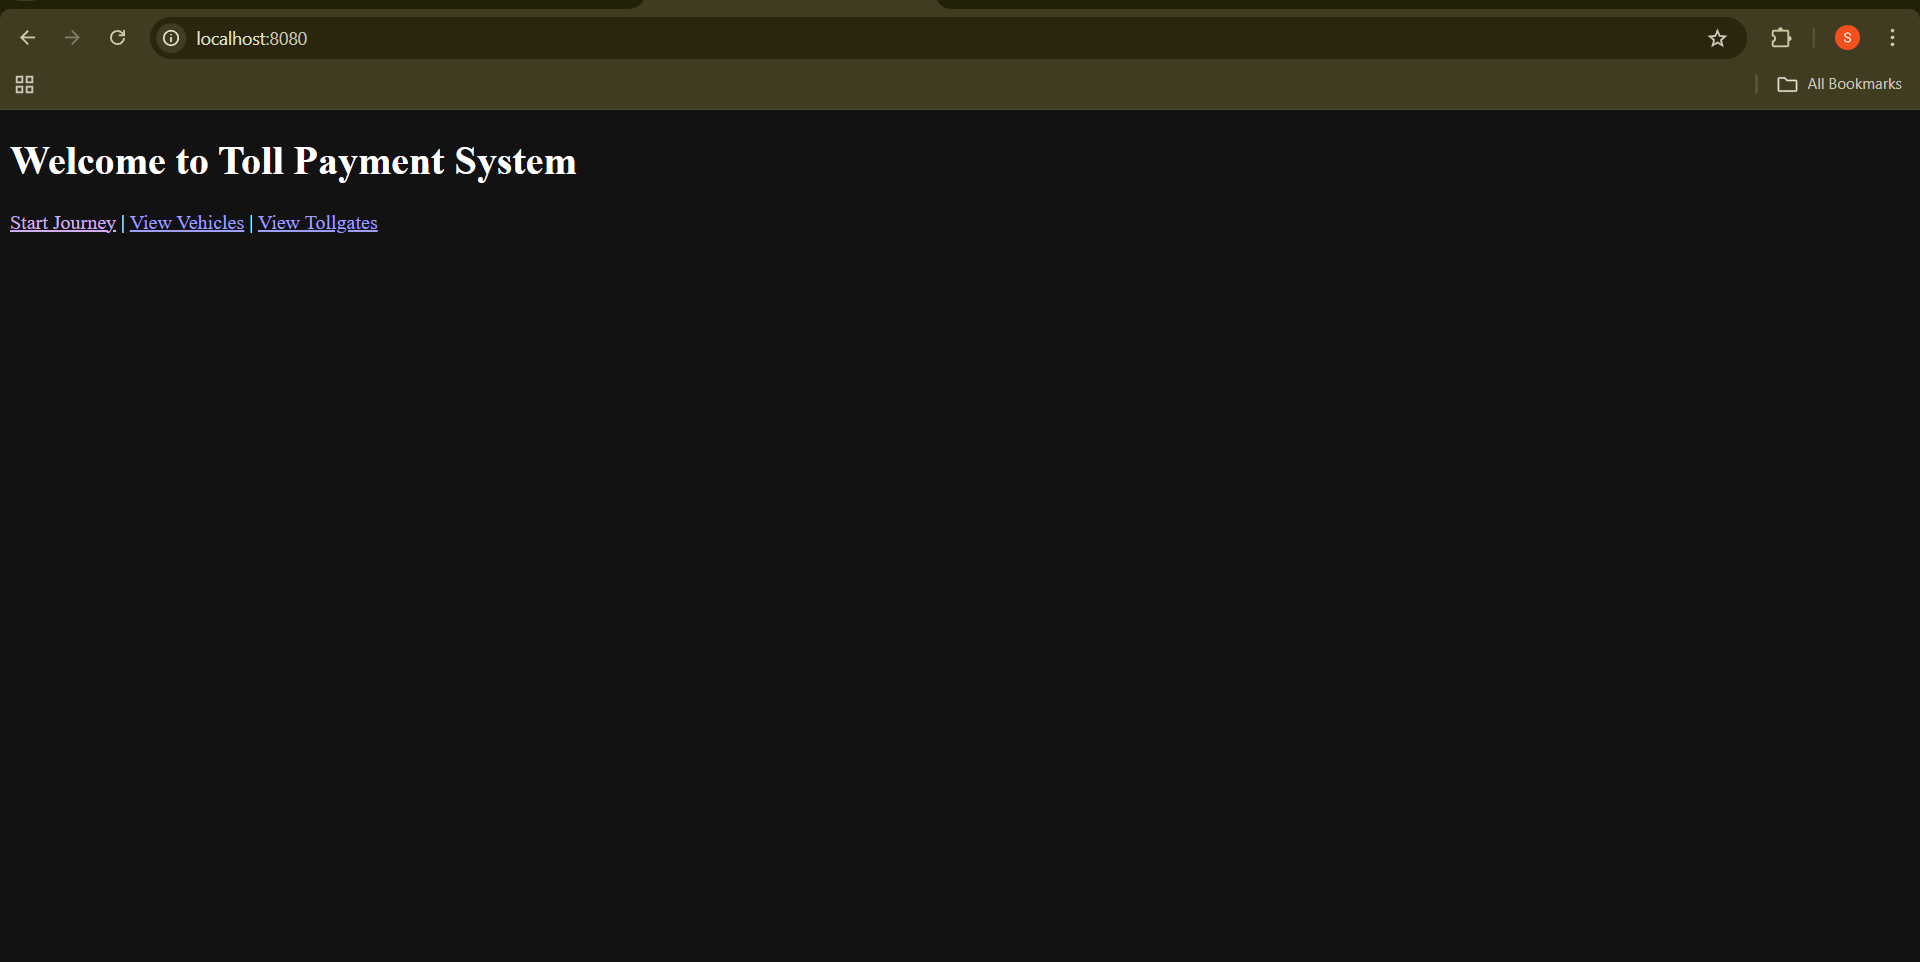 localhost:8080
S
All Bookmarks
Welcome to Toll Payment System
Start Journey | View Vehicles | View Tollgates